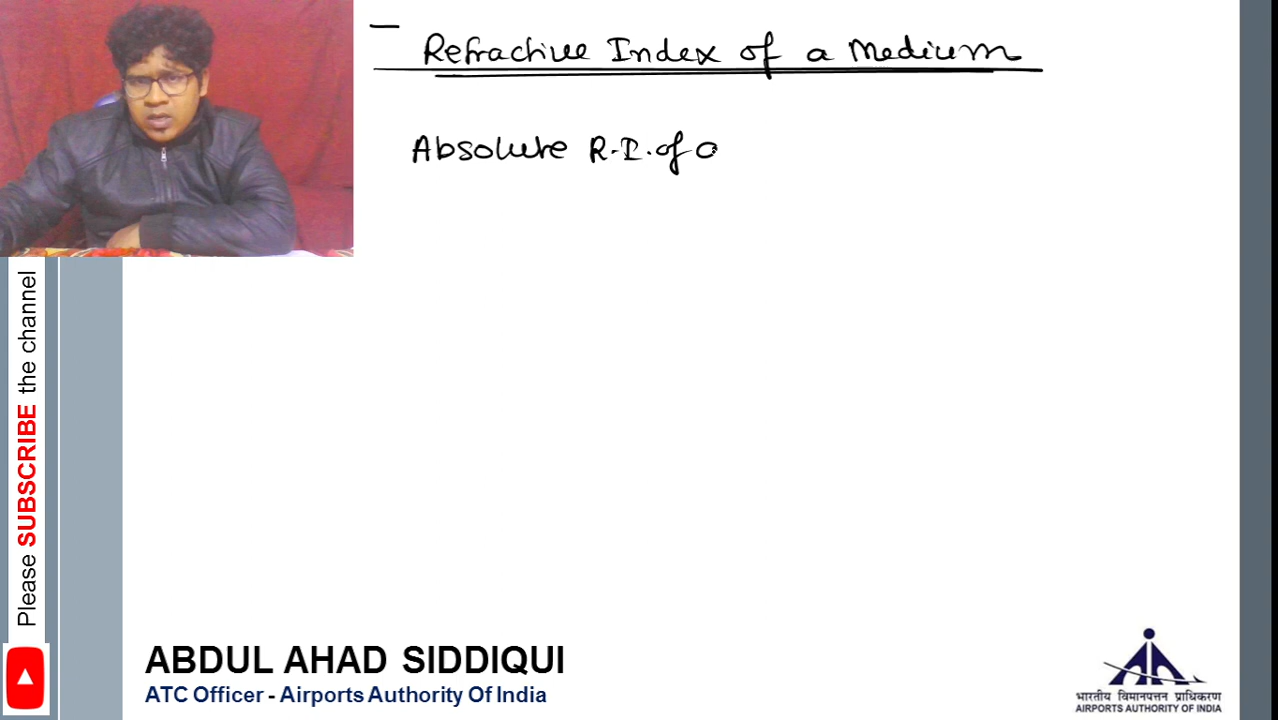 Refractive Index of a Medium
Absolute R.I. of a
Please SUBSCRIBE the channel
ABDUL AHAD SIDDIQUI
ATC Officer - Airports Authority Of India
भारतीय विमानपत्तन प्राधिकरण
AIRPORTS AUTHORITY OF INDIA